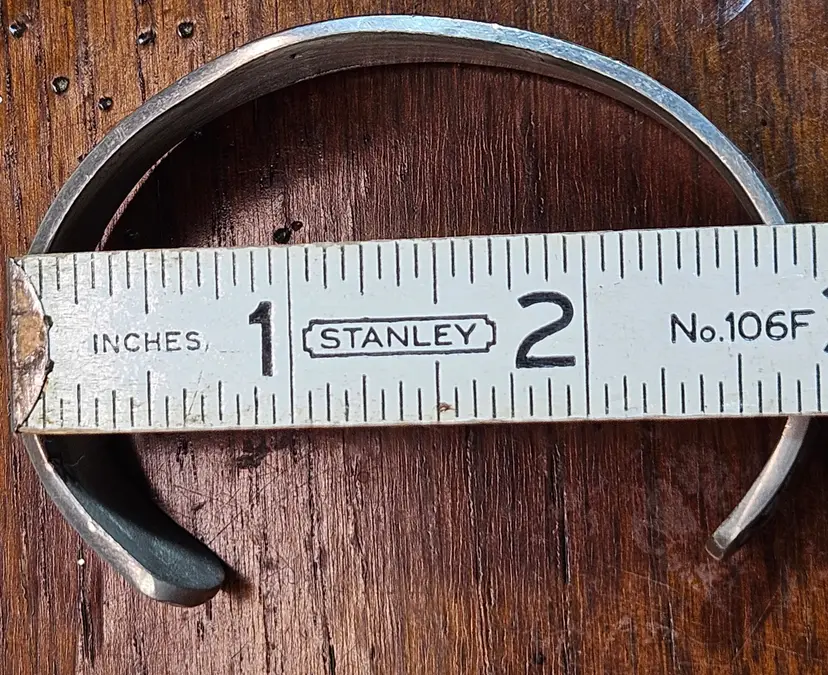 INCHES 1 STANLEY 2 No. 106F